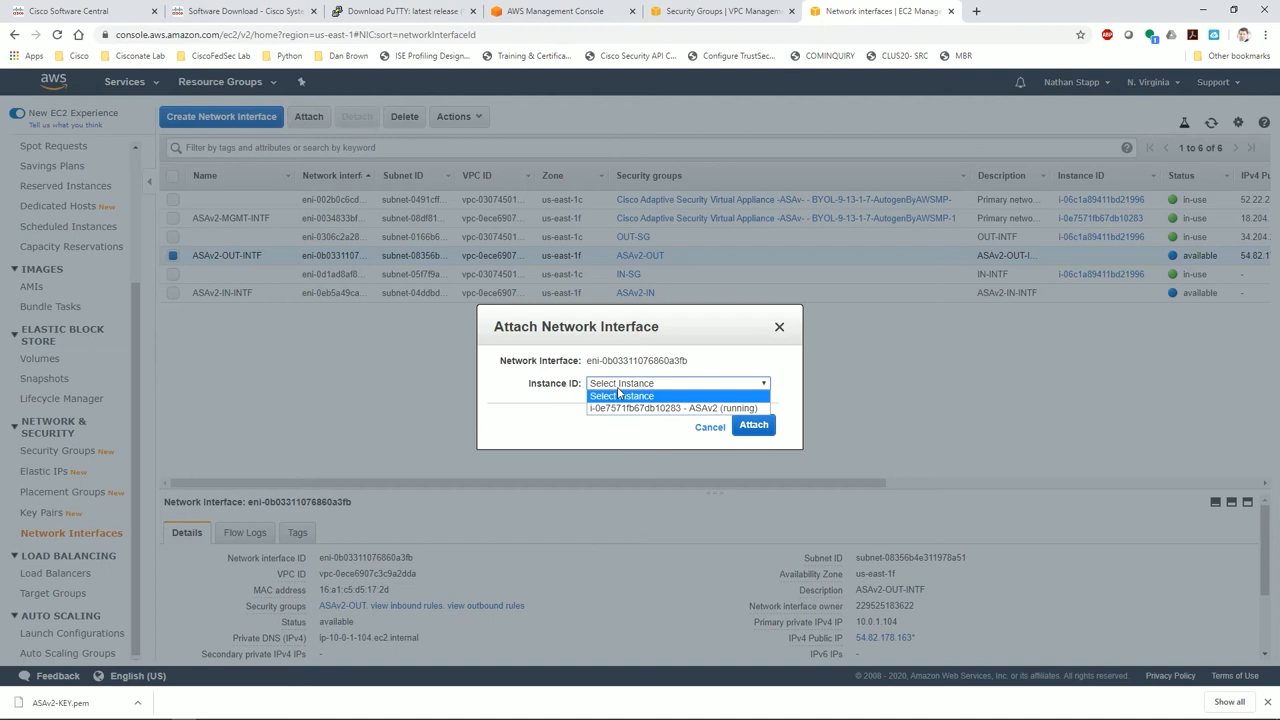 Cisco Software Central
Software Download - Cisco System
Download PuTTY: latest release (
AWS Management Console
Security Groups | VPC Managem
Network interfaces | EC2 Manage
console.aws.amazon.com/ec2/v2/home?region=us-east-1#NIC:sort=networkInterfaceId
Apps Cisco Cisconate Lab CiscoFedSec Lab Python Dan Brown ISE Profiling Design... Training & Certificat... Cisco Security API C... Configure TrustSec... COMINQUIRY CLUS20- SRC MBR Other bookmarks
aws Services Resource Groups Nathan Stapp N. Virginia Support
New EC2 Experience
Tell us what you think
Spot Requests
Savings Plans
Reserved Instances
Dedicated Hosts New
Scheduled Instances
Capacity Reservations
IMAGES
AMIs
Bundle Tasks
ELASTIC BLOCK
STORE
Volumes
Snapshots
Lifecycle Manager
NETWORK &
SECURITY
Security Groups New
Elastic IPs New
Placement Groups New
Key Pairs New
Network Interfaces
LOAD BALANCING
Load Balancers
Target Groups
AUTO SCALING
Launch Configurations
Auto Scaling Groups
Create Network Interface Attach Detach Delete Actions
Filter by tags and attributes or search by keyword
1 to 6 of 6
Name Network interf Subnet ID VPC ID Zone Security groups Description Instance ID Status IPv4 Pu
eni-002b0c6cd... subnet-0491cff... vpc-03074501... us-east-1c Cisco Adaptive Security Virtual Appliance -ASAv- - BYOL-9-13-1-7-AutogenByAWSMP- Primary netwo... i-06c1a89411bd21996 in-use 52.22.2
ASAv2-MGMT-INTF eni-0034833bf... subnet-08df81... vpc-0ece6907... us-east-1f Cisco Adaptive Security Virtual Appliance -ASAv- - BYOL-9-13-1-7-AutogenByAWSMP-1 Primary netwo... i-0e7571fb67db10283 in-use 18.204.
eni-0306c2a28... subnet-0166b6... vpc-03074501... us-east-1c OUT-SG OUT-INTF i-06c1a89411bd21996 in-use 34.204.
ASAv2-OUT-INTF eni-0b0331107... subnet-08356b... vpc-0ece6907... us-east-1f ASAv2-OUT ASAv2-OUT-I... available 54.82.1
eni-0d1ad8af8... subnet-05f7f9a... vpc-03074501... us-east-1c IN-SG IN-INTF i-06c1a89411bd21996 in-use -
ASAv2-IN-INTF eni-0eb5a49ca... subnet-04ddbd... vpc-0ece6907... us-east-1f ASAv2-IN ASAv2-IN-INTF available -
Attach Network Interface
Network Interface: eni-0b03311076860a3fb
Instance ID: Select Instance
Select Instance
i-0e7571fb67db10283 - ASAv2 (running)
Cancel Attach
Network Interface: eni-0b03311076860a3fb
Details Flow Logs Tags
Network interface ID eni-0b03311076860a3fb Subnet ID subnet-08356b4e311978a51
VPC ID vpc-0ece6907c3c9a2dda Availability Zone us-east-1f
MAC address 16:a1:c5:d5:17:2d Description ASAv2-OUT-INTF
Security groups ASAv2-OUT. view inbound rules. view outbound rules Network interface owner 229525183622
Status available Primary private IPv4 IP 10.0.1.104
Private DNS (IPv4) ip-10-0-1-104.ec2.internal IPv4 Public IP 54.82.178.163*
Secondary private IPv4 IPs - IPv6 IPs -
Feedback English (US) © 2008 - 2020, Amazon Web Services, Inc. or its affiliates. All rights reserved. Privacy Policy Terms of Use
ASAv2-KEY.pem Show all